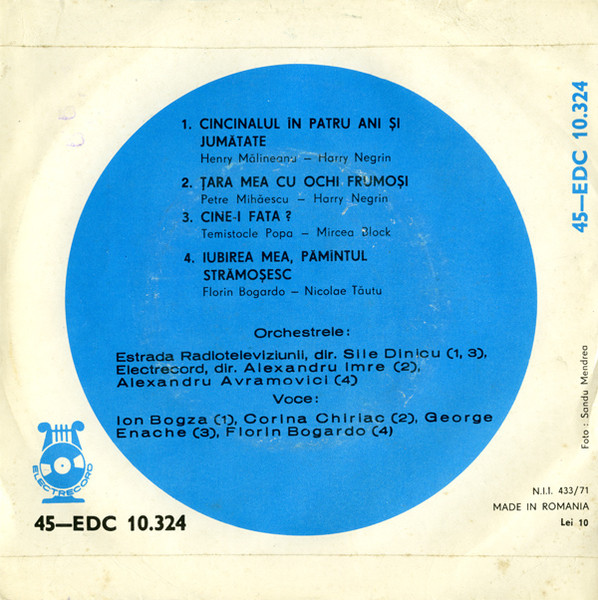 1. CINCINALUL ÎN PATRU ANI ȘI
JUMĂTATE
Henry Mălineanu — Harry Negrin
2. ȚARA MEA CU OCHI FRUMOȘI
Petre Mihăescu — Harry Negrin
3. CINE-I FATA ?
Temistocle Popa — Mircea Block
4. IUBIREA MEA, PĂMÎNTUL
STRĂMOȘESC
Florin Bogardo — Nicolae Tăutu
Orchestrele:
Estrada Radioteleviziunii, dir. Sile Dinicu (1, 3),
Electrecord, dir. Alexandru Imre (2),
Alexandru Avramovici (4)
Voce:
Ion Bogza (1), Corina Chiriac (2), George
Enache (3), Florin Bogardo (4)
ELECTRECORD
45—EDC 10.324
45—EDC 10.324
Foto : Sandu Mendrea
N.I.I. 433/71
MADE IN ROMANIA
Lei 10